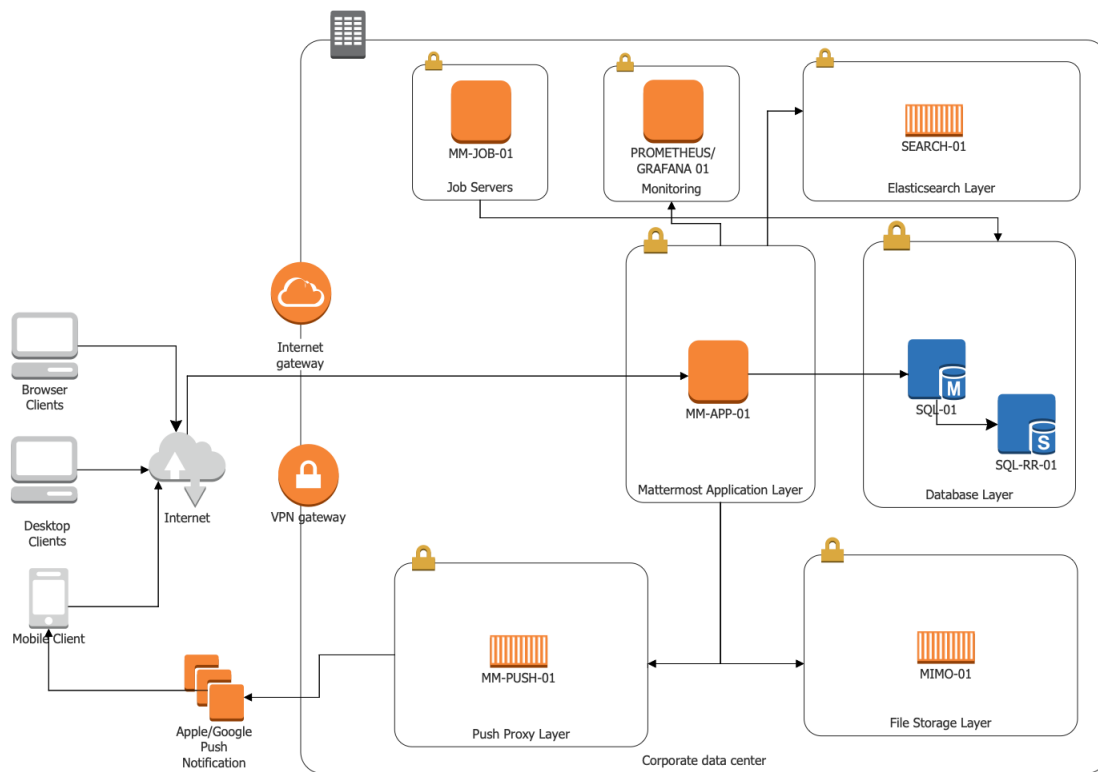 MM-JOB-01
Job Servers
PROMETHEUS/
GRAFANA 01
Monitoring
SEARCH-01
Elasticsearch Layer
Internet
gateway
Browser
Clients
MM-APP-01
Mattermost Application Layer
M
SQL-01
S
SQL-RR-01
Database Layer
Desktop
Clients
Internet
VPN gateway
Mobile Client
MM-PUSH-01
Push Proxy Layer
MIMO-01
File Storage Layer
Apple/Google
Push
Notification
Corporate data center